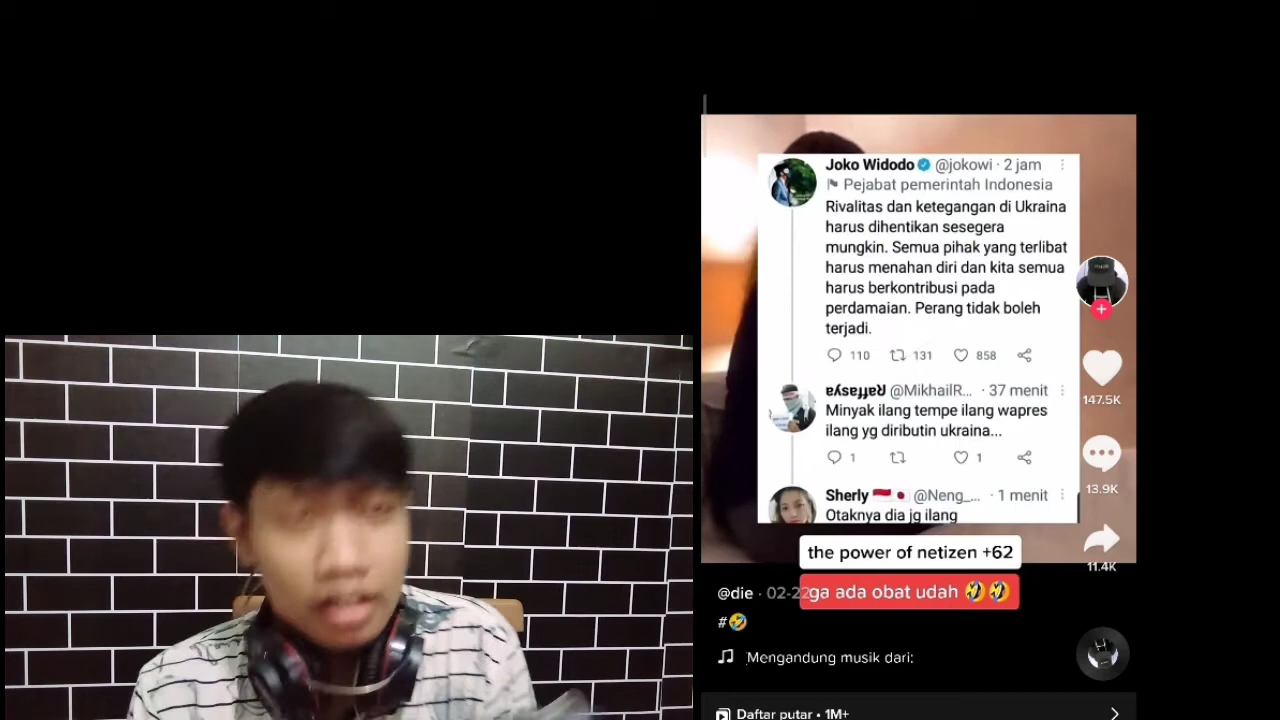 Joko Widodo @jokowi · 2 jam
Pejabat pemerintah Indonesia
Rivalitas dan ketegangan di Ukraina
harus dihentikan sesegera
mungkin. Semua pihak yang terlibat
harus menahan diri dan kita semua
harus berkontribusi pada
perdamaian. Perang tidak boleh
terjadi.
110 131 858
Raffasya @MikhailR... · 37 menit
Minyak ilang tempe ilang wapres
ilang yg diributin ukraina...
1 1
Sherly 🇮🇩🇯🇵 @Neng_... · 1 menit
Otaknya dia jg ilang
147.5K
13.9K
11.4K
the power of netizen +62
ga ada obat udah 🤣🤣
@die · 02-22
#🤣
Mengandung musik dari:
Daftar putar • 1M+